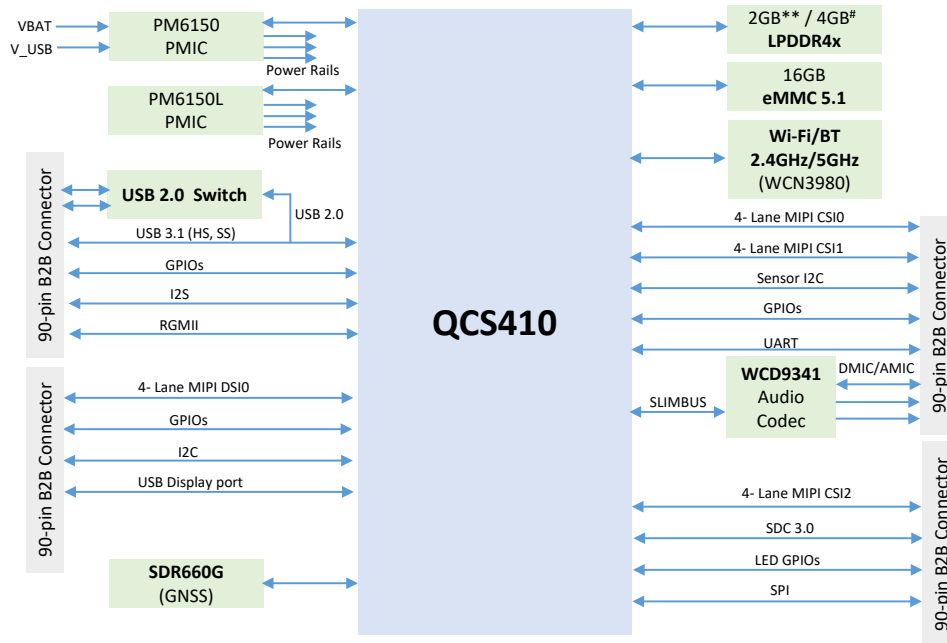 VBAT
V_USB
PM6150
PMIC
Power Rails
PM6150L
PMIC
Power Rails
90-pin B2B Connector
USB 2.0 Switch
USB 2.0
USB 3.1 (HS, SS)
GPIOs
I2S
RGMII
90-pin B2B Connector
4- Lane MIPI DSI0
GPIOs
I2C
USB Display port
SDR660G
(GNSS)
QCS410
2GB** / 4GB#
LPDDR4x
16GB
eMMC 5.1
Wi-Fi/BT
2.4GHz/5GHz
(WCN3980)
4- Lane MIPI CSI0
4- Lane MIPI CSI1
Sensor I2C
GPIOs
UART
90-pin B2B Connector
SLIMBUS
WCD9341
Audio
Codec
DMIC/AMIC
4- Lane MIPI CSI2
SDC 3.0
LED GPIOs
SPI
90-pin B2B Connector